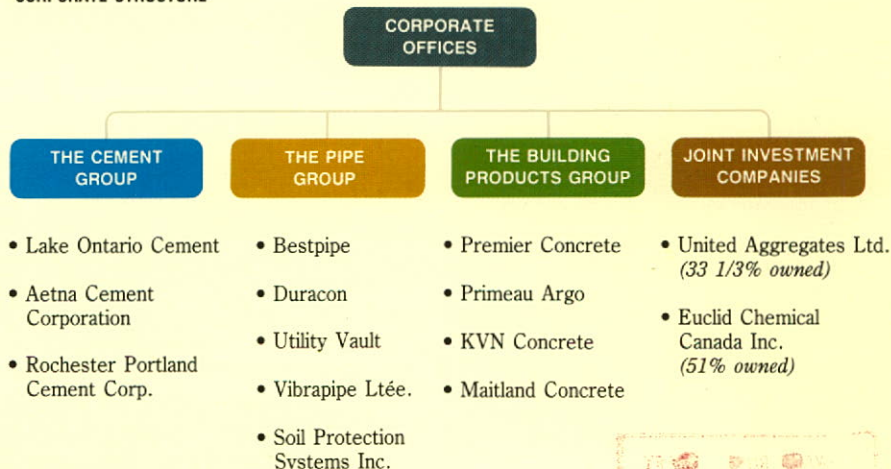 CORPORATE STRUCTURE
CORPORATE
OFFICES
THE CEMENT
GROUP
• Lake Ontario Cement
• Aetna Cement
Corporation
• Rochester Portland
Cement Corp.
THE PIPE
GROUP
• Bestpipe
• Duracon
• Utility Vault
• Vibrapipe Ltée.
• Soil Protection
Systems Inc.
THE BUILDING
PRODUCTS GROUP
• Premier Concrete
• Primeau Argo
• KVN Concrete
• Maitland Concrete
JOINT INVESTMENT
COMPANIES
• United Aggregates Ltd.
(33 1/3% owned)
• Euclid Chemical
Canada Inc.
(51% owned)